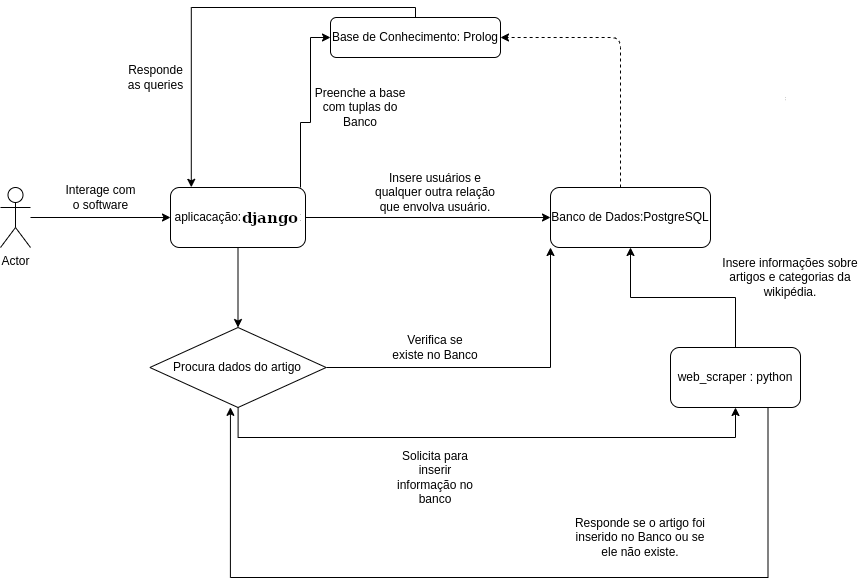 Base de Conhecimento: Prolog
Responde
as queries
Preenche a base
com tuplas do
Banco
Interage com
o software
Insere usuários e
qualquer outra relação
que envolva usuário.
aplicacação:django
Banco de Dados:PostgreSQL
Actor
Insere informações sobre
artigos e categorias da
wikipédia.
Verifica se
existe no Banco
Procura dados do artigo
web_scraper : python
Solicita para
inserir
informação no
banco
Responde se o artigo foi
inserido no Banco ou se
ele não existe.